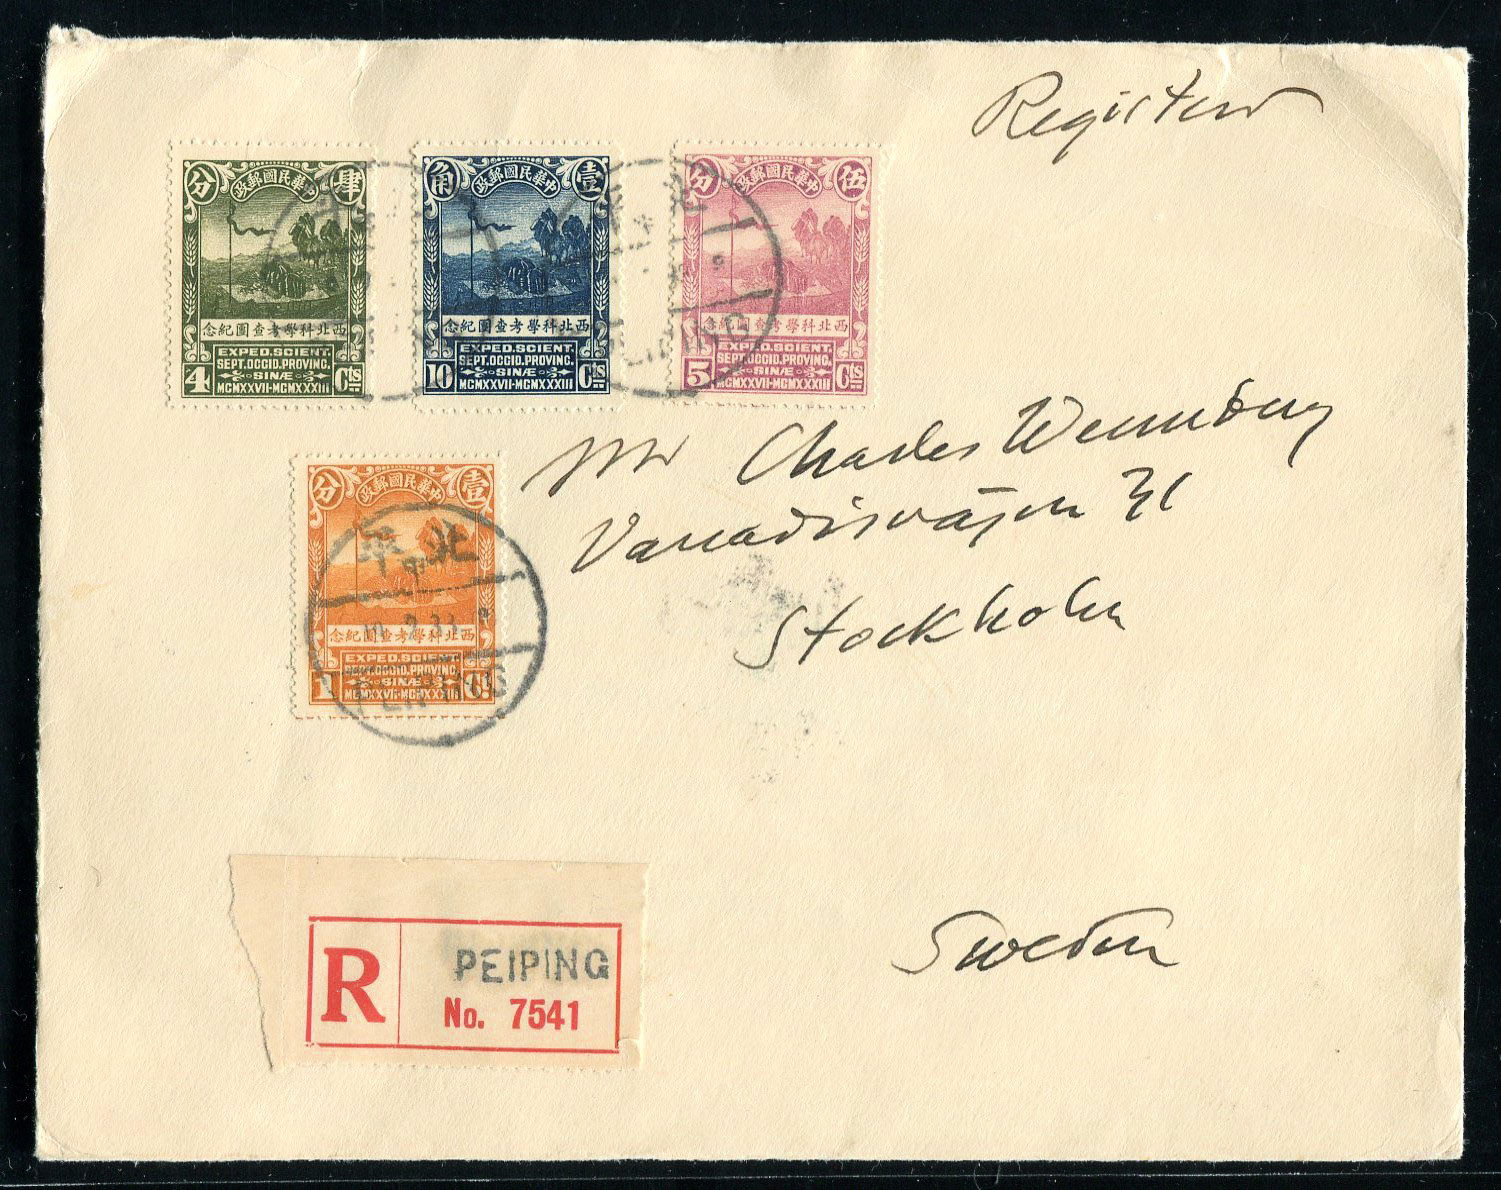 Register
分 中華民國郵政 肆
西北科學考查團紀念
EXPED.SCIENT.
SEPT.OCCID.PROVINC.
SINÆ
MCMXXVII-MCMXXXIII
4 Cts
角 中華民國郵政 壹
西北科學考查團紀念
EXPED.SCIENT.
SEPT.OCCID.PROVINC.
SINÆ
MCMXXVII-MCMXXXIII
10 Cts
分 中華民國郵政 伍
西北科學考查團紀念
EXPED.SCIENT.
SEPT.OCCID.PROVINC.
SINÆ
MCMXXVII-MCMXXXIII
5 Cts
Mr Charles Wennberg
Vanadisvägen 31
Stockholm
Sweden
分 中華民國郵政 壹
北平
西北科學考查團紀念
EXPED.SCIENT.
SEPT.OCCID.PROVINC.
SINÆ
MCMXXVII-MCMXXXIII
1 Ct
PEIPING
R
PEIPING
No. 7541